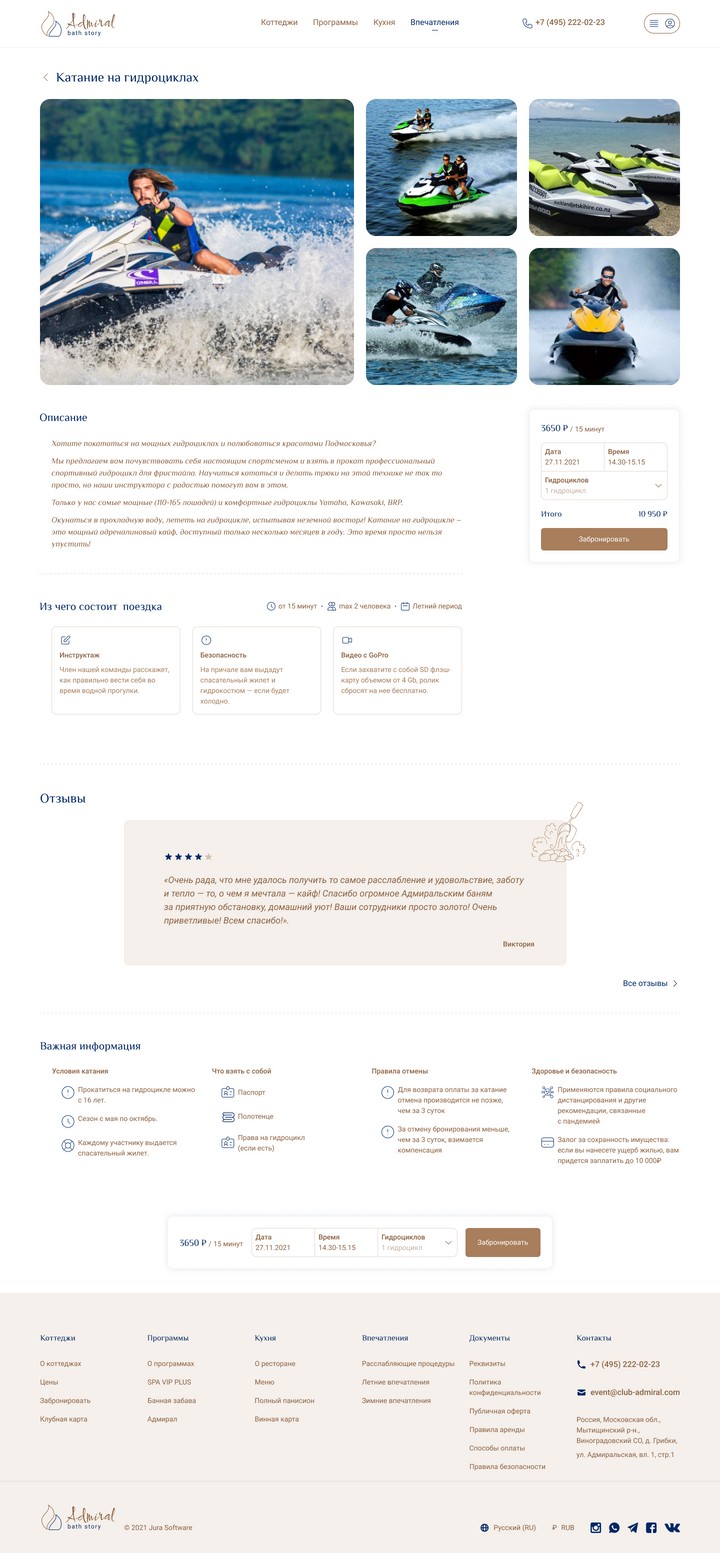 Admiral
bath story
Коттеджи
Программы
Кухня
Впечатления
+7 (495) 222-02-23
Катание на гидроциклах
Описание
Хотите покататься на мощных гидроциклах и полюбоваться красотами Подмосковья?
Мы предлагаем вам почувствовать себя настоящим спортсменом и взять в прокат профессиональный
спортивный гидроцикл для фристайла. Научиться кататься и делать трюки на этой технике не так то
просто, но наши инструктора с радостью помогут вам в этом.
Только у нас самые мощные (110-165 лошадей) и комфортные гидроциклы Yamaha, Kawasaki, BRP.
Окунаться в прохладную воду, лететь на гидроцикле, испытывая неземной восторг! Катание на гидроцикле –
это мощный адреналиновый кайф, доступный только несколько месяцев в году. Это время просто нельзя
упустить!
3650 ₽ / 15 минут
Дата
27.11.2021
Время
14.30-15.15
Гидроциклов
1 гидроцикл
Итого
10 950 ₽
Забронировать
Из чего состоит поездка
от 15 минут • max 2 человека • Летний период
Инструктаж
Член нашей команды расскажет,
как правильно вести себя во
время водной прогулки.
Безопасность
На причале вам выдадут
спасательный жилет и
гидрокостюм — если будет
холодно.
Видео с GoPro
Если захватите с собой SD флэш-
карту объемом от 4 Gb, ролик
сбросят на нее бесплатно.
Отзывы
«Очень рада, что мне удалось получить то самое расслабление и удовольствие, заботу
и тепло — то, о чем я мечтала — кайф! Спасибо огромное Адмиральским баням
за приятную обстановку, домашний уют! Ваши сотрудники просто золото! Очень
приветливые! Всем спасибо!».
Виктория
Все отзывы
Важная информация
Условия катания
Прокатиться на гидроцикле можно
с 16 лет.
Сезон с мая по октябрь.
Каждому участнику выдается
спасательный жилет.
Что взять с собой
Паспорт
Полотенце
Права на гидроцикл
(если есть)
Правила отмены
Для возврата оплаты за катание
отмена производится не позже,
чем за 3 суток
За отмену бронирования меньше,
чем за 3 суток, взимается
компенсация
Здоровье и безопасность
Применяются правила социального
дистанцирования и другие
рекомендации, связанные
с пандемией
Залог за сохранность имущества:
если вы нанесете ущерб жилью, вам
придется заплатить до 10 000₽
3650 ₽ / 15 минут
Дата
27.11.2021
Время
14.30-15.15
Гидроциклов
1 гидроцикл
Забронировать
Коттеджи
О коттеджах
Цены
Забронировать
Клубная карта
Программы
О программах
SPA VIP PLUS
Банная забава
Адмирал
Кухня
О ресторане
Меню
Полный панисион
Винная карта
Впечатления
Расслабляющие процедуры
Летние впечатления
Зимние впечатления
Документы
Реквизиты
Политика
конфиденциальности
Публичная оферта
Правила аренды
Способы оплаты
Правила безопасности
Контакты
+7 (495) 222-02-23
event@club-admiral.com
Россия, Московская обл.,
Мытищинский р-н.,
Виноградовский СО, д. Грибки,
ул. Адмиральская, вл. 1, стр.1
Admiral
bath story
© 2021 Jura Software
Русский (RU)
₽ RUB